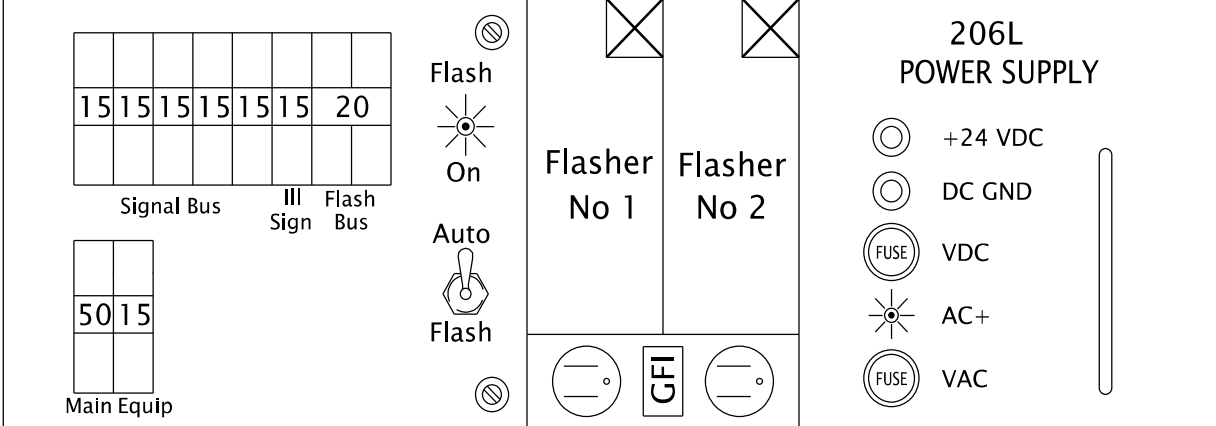 15 15 15 15 15 15 20
Signal Bus
Ill
Sign
Flash
Bus
50 15
Main Equip
Flash
On
Auto
Flash
Flasher
No 1
Flasher
No 2
GFI
206L
POWER SUPPLY
+24 VDC
DC GND
FUSE VDC
AC+
FUSE VAC